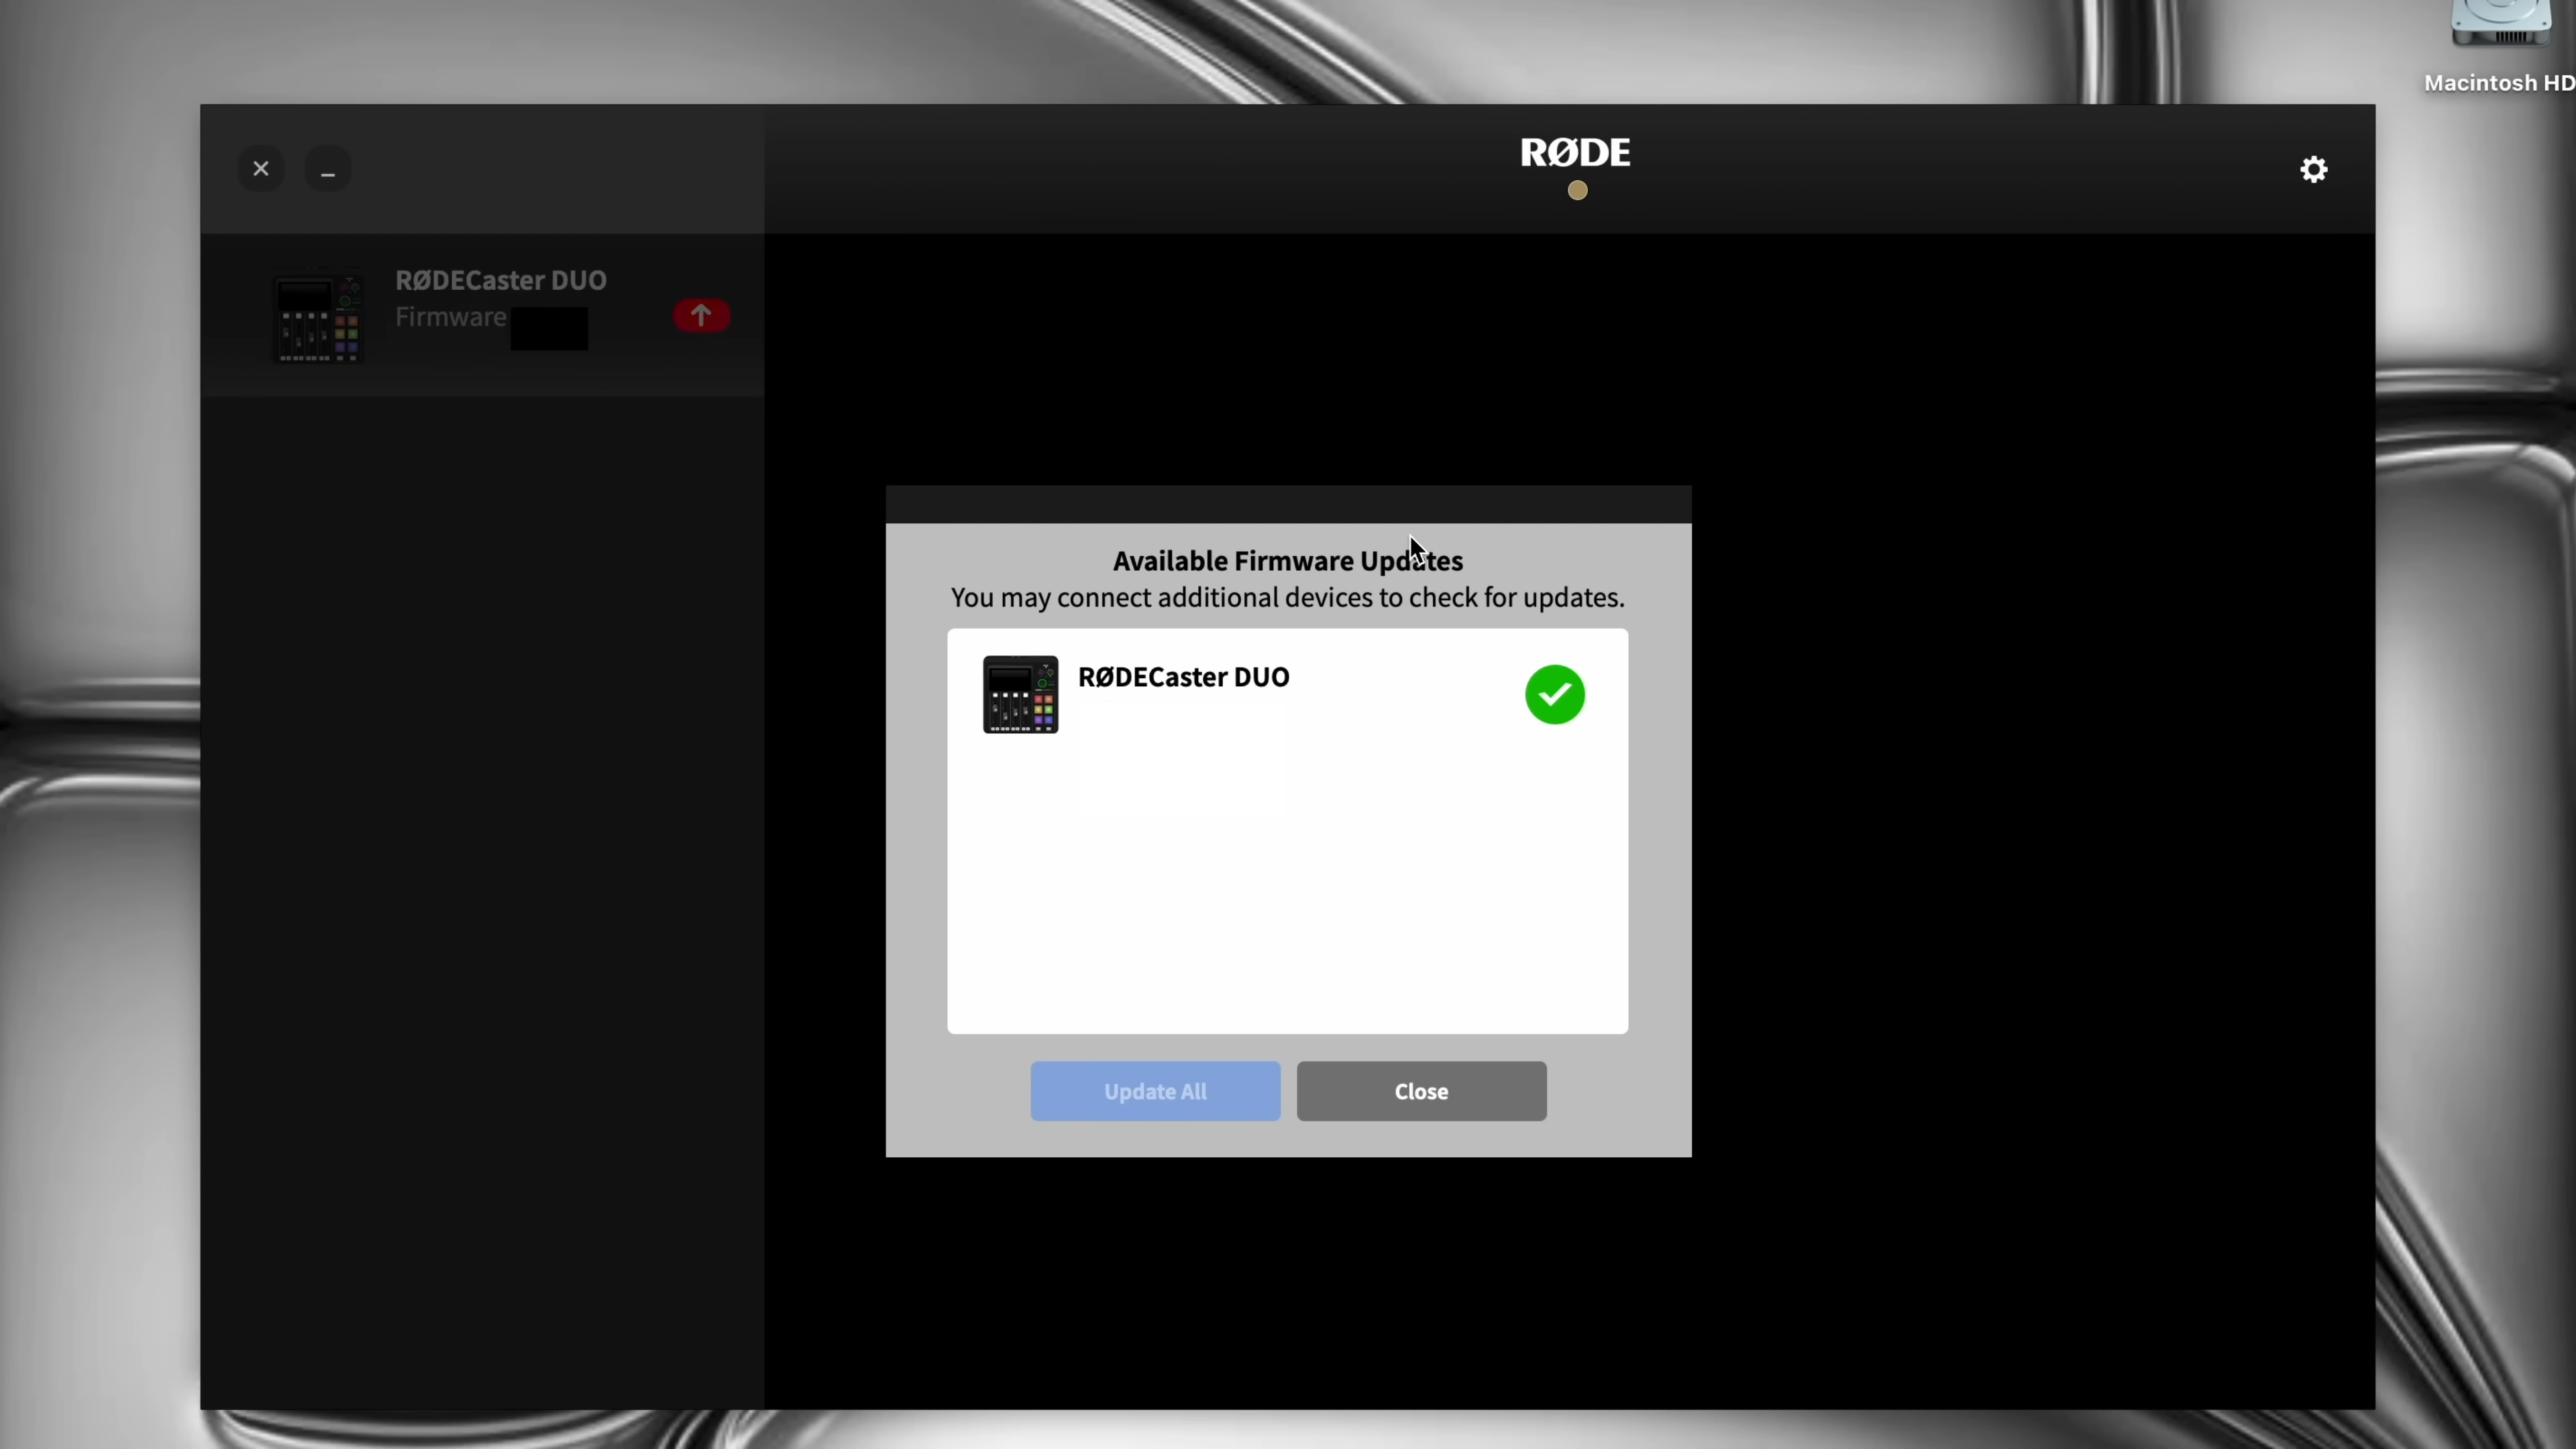 Macintosh HD
RØDE
RØDECaster DUO
Firmware
Available Firmware Updates
You may connect additional devices to check for updates.
RØDECaster DUO
Update All
Close